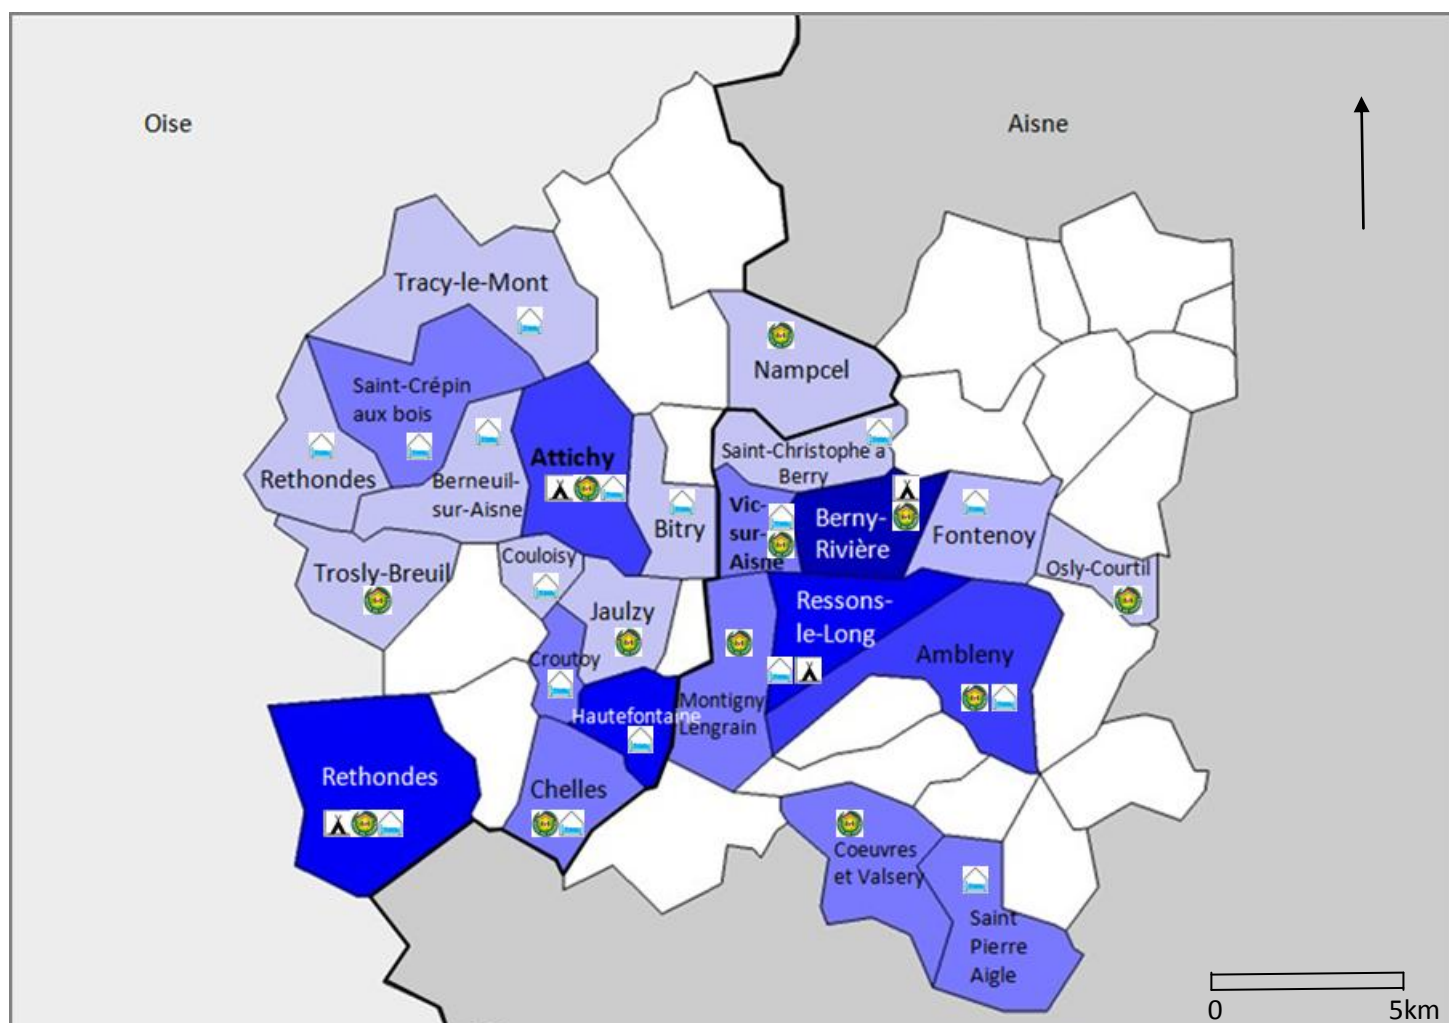 Oise
Aisne
Tracy-le-Mont
Nampcel
Saint-Crépin
aux bois
Rethondes
Berneuil-
sur-Aisne
Attichy
Bitry
Saint-Christophe à
Berry
Vic-
sur-
Aisne
Berny-
Rivière
Fontenoy
Osly-Courtil
Trosly-Breuil
Couloisy
Jaulzy
Ressons-
le-Long
Ambleny
Croutoy
Hautefontaine
Montigny
Lengrain
Rethondes
Chelles
Coeuvres
et Valsery
Saint
Pierre
Aigle
0
5km